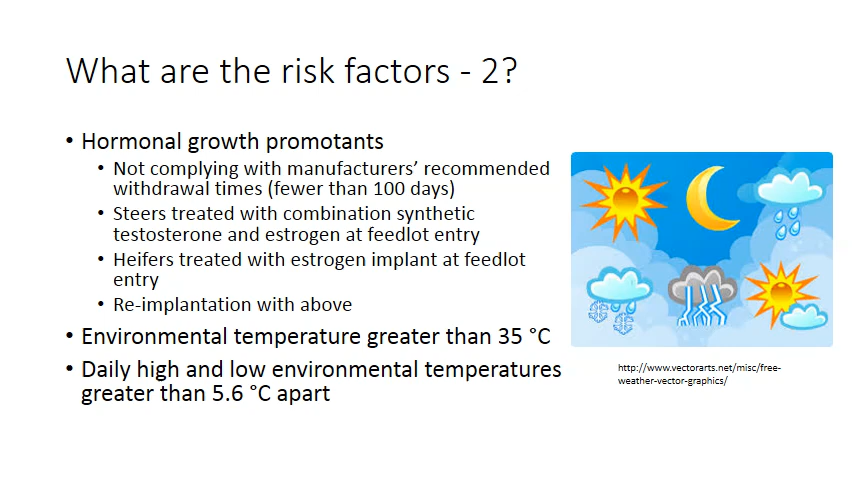 What are the risk factors - 2?
• Hormonal growth promotants
• Not complying with manufacturers’ recommended
withdrawal times (fewer than 100 days)
• Steers treated with combination synthetic
testosterone and estrogen at feedlot entry
• Heifers treated with estrogen implant at feedlot
entry
• Re-implantation with above
• Environmental temperature greater than 35 °C
• Daily high and low environmental temperatures
greater than 5.6 °C apart
http://www.vectorarts.net/misc/free-
weather-vector-graphics/